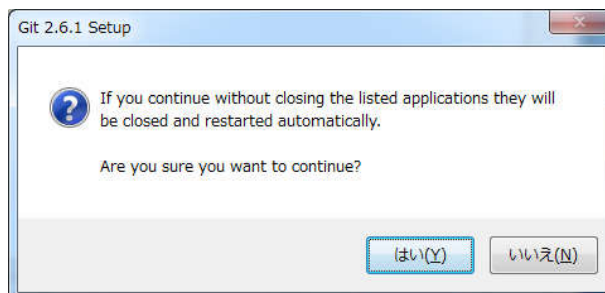 Git 2.6.1 Setup
If you continue without closing the listed applications they will
be closed and restarted automatically.
Are you sure you want to continue?
はい(Y)
いいえ(N)